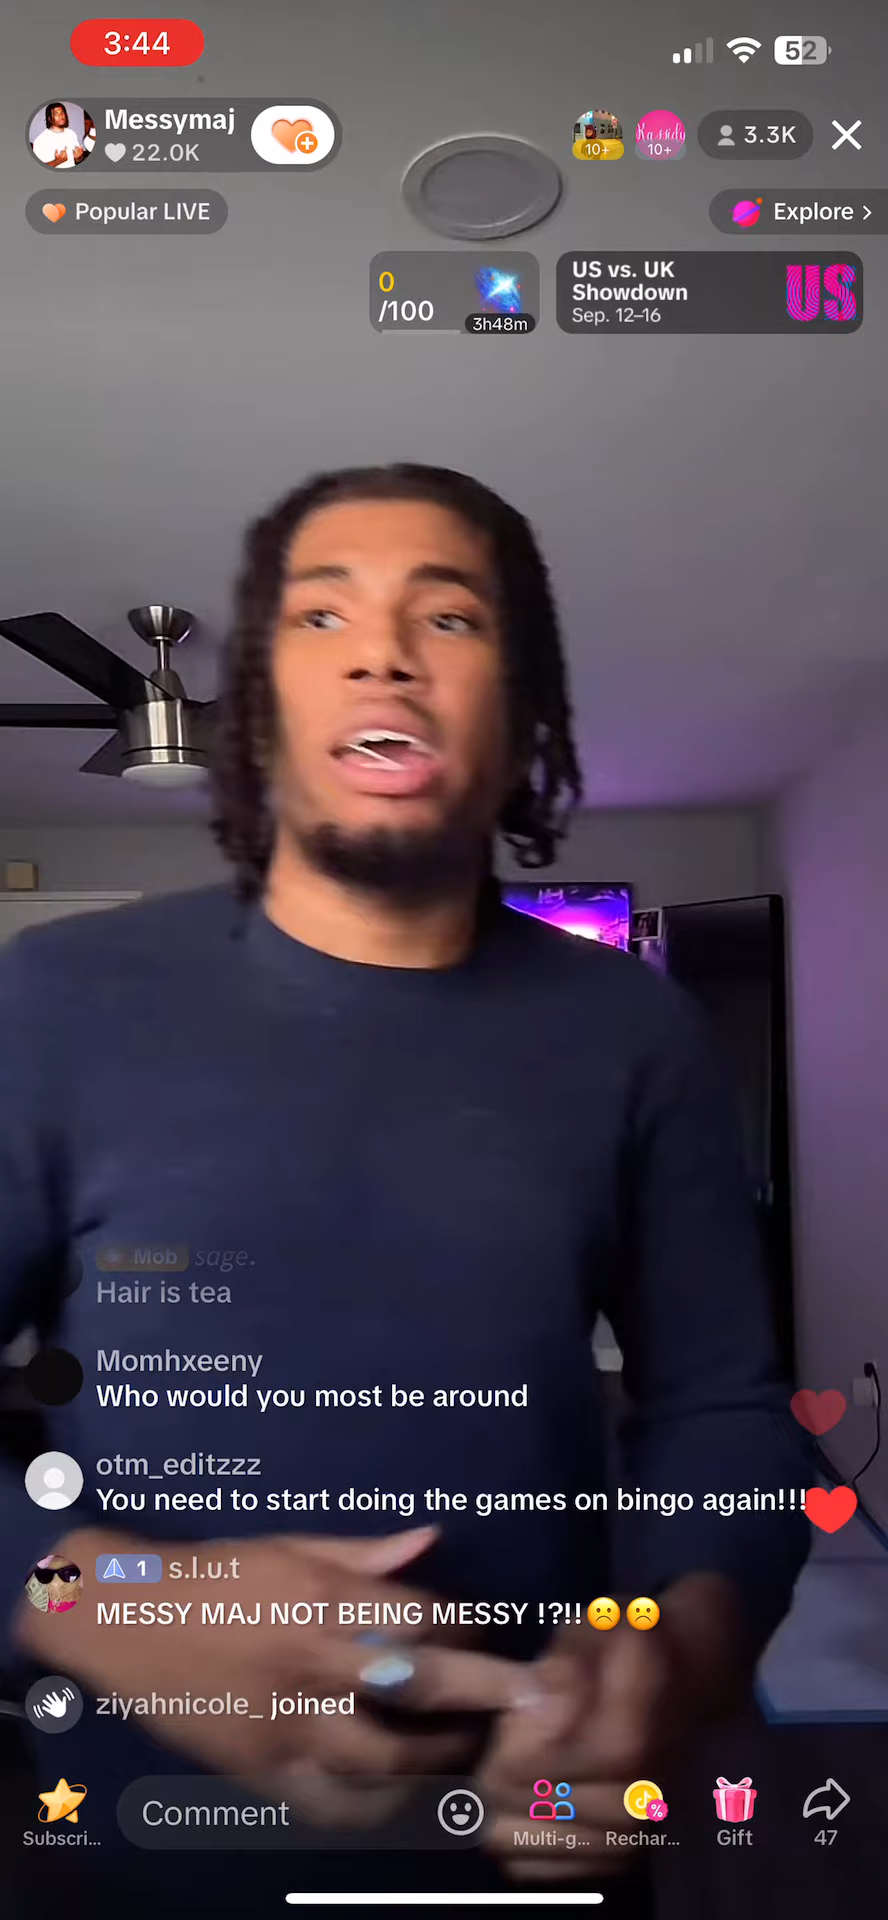 3:44
52
Messymaj
22.0K
10+
Kassidy
10+
3.3K
Popular LIVE
Explore >
0
/100
3h48m
US vs. UK
Showdown
Sep. 12–16
US
Mob sage.
Hair is tea
Momhxeeny
Who would you most be around
otm_editzzz
You need to start doing the games on bingo again!!!
1 s.l.u.t
MESSY MAJ NOT BEING MESSY !?!!☹️☹️
ziyahnicole_ joined
Comment
Subscri...
Multi-g...
Rechar...
Gift
47